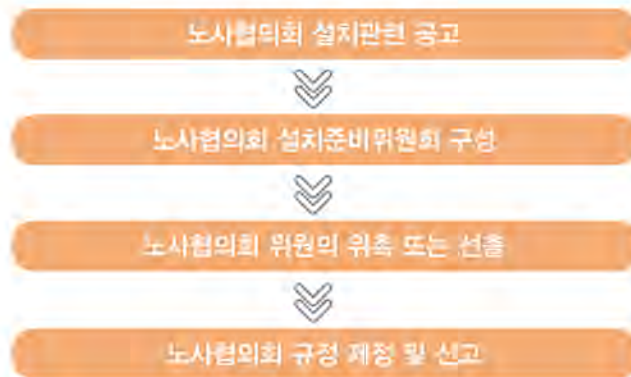 노사협의회 설치관련 공고
노사협의회 설치준비위원회 구성
노사협의회 위원의 위촉 또는 선출
노사협의회 규정 제정 및 신고